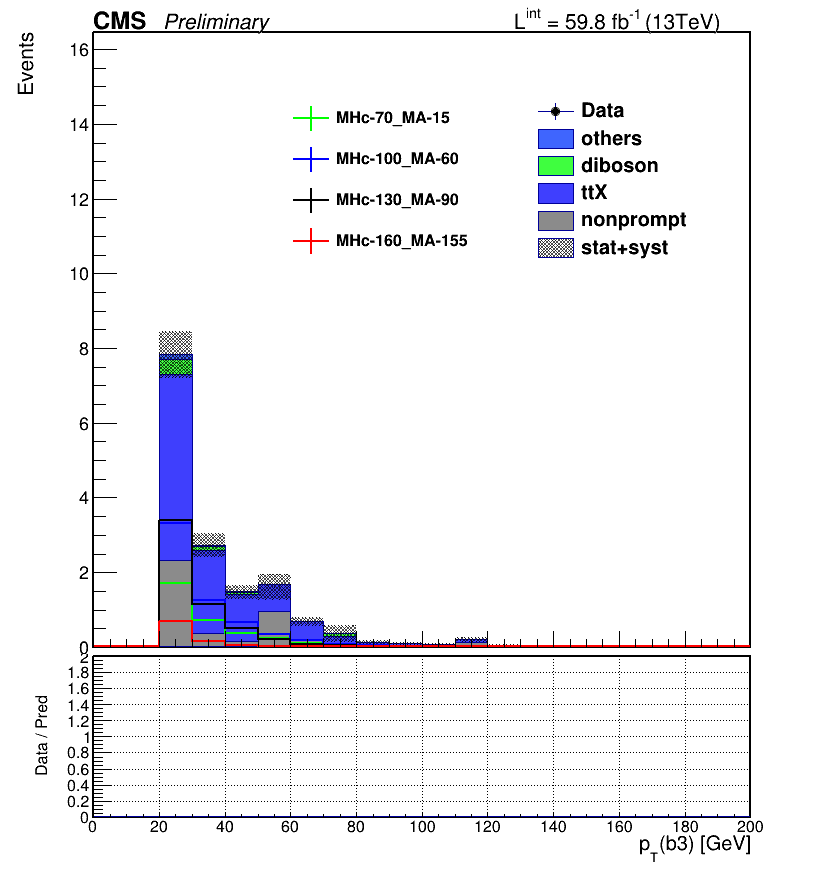 CMS Preliminary L^int = 59.8 fb^-1 (13TeV)
Events
16
14
12
10
8
6
4
2
0
MHc-70_MA-15
MHc-100_MA-60
MHc-130_MA-90
MHc-160_MA-155
Data
others
diboson
ttX
nonprompt
stat+syst
Data / Pred
2
1.8
1.6
1.4
1.2
1
0.8
0.6
0.4
0.2
0
0 20 40 60 80 100 120 140 160 180 200
p_T(b3) [GeV]